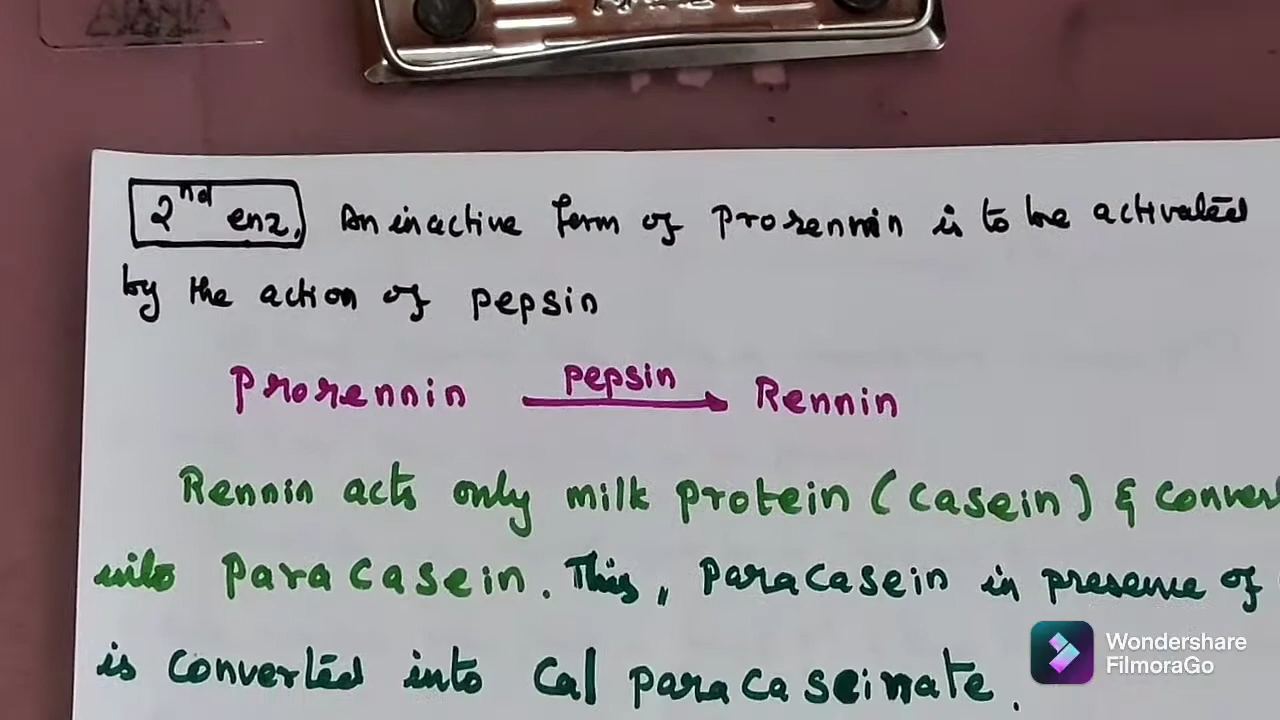 2nd enz. An inactive form of Prorennin is to be activated
by the action of pepsin
Prorennin pepsin Rennin
Rennin acts only milk protein (casein) & conver
into paracasein. This, paracasein in presence of
is converted into Cal paracaseinate.
Wondershare
FilmoraGo